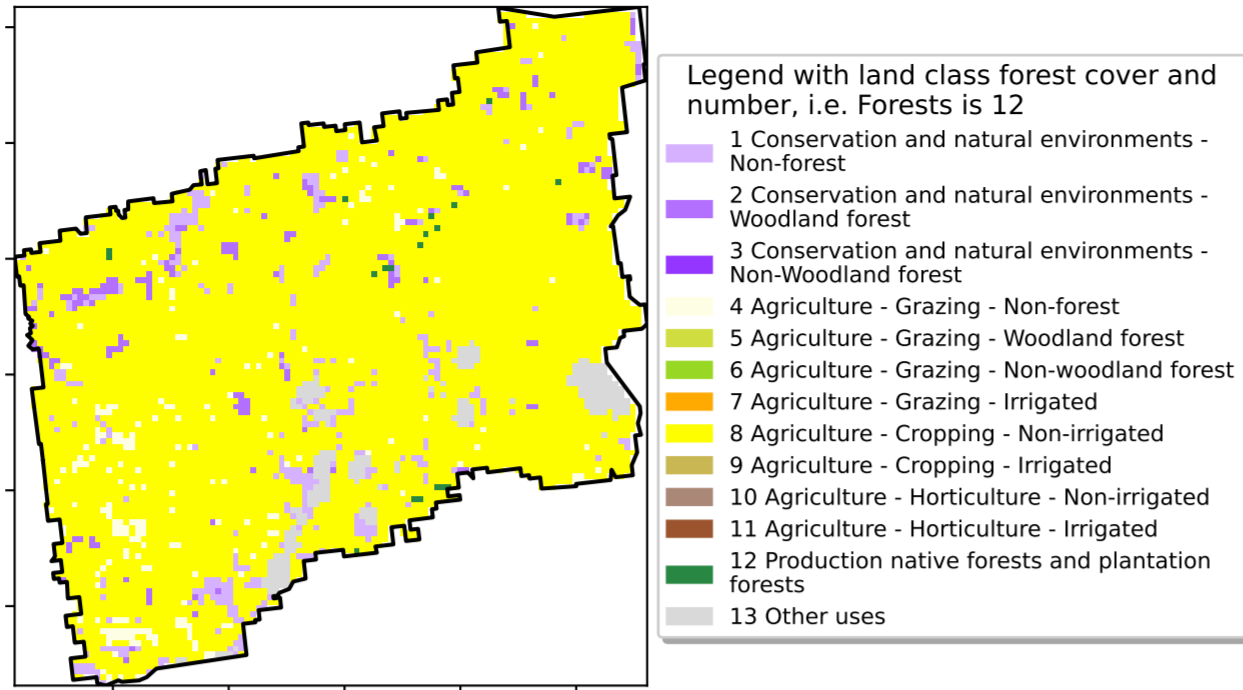 Legend with land class forest cover and
number, i.e. Forests is 12
1 Conservation and natural environments -
Non-forest
2 Conservation and natural environments -
Woodland forest
3 Conservation and natural environments -
Non-Woodland forest
4 Agriculture - Grazing - Non-forest
5 Agriculture - Grazing - Woodland forest
6 Agriculture - Grazing - Non-woodland forest
7 Agriculture - Grazing - Irrigated
8 Agriculture - Cropping - Non-irrigated
9 Agriculture - Cropping - Irrigated
10 Agriculture - Horticulture - Non-irrigated
11 Agriculture - Horticulture - Irrigated
12 Production native forests and plantation
forests
13 Other uses